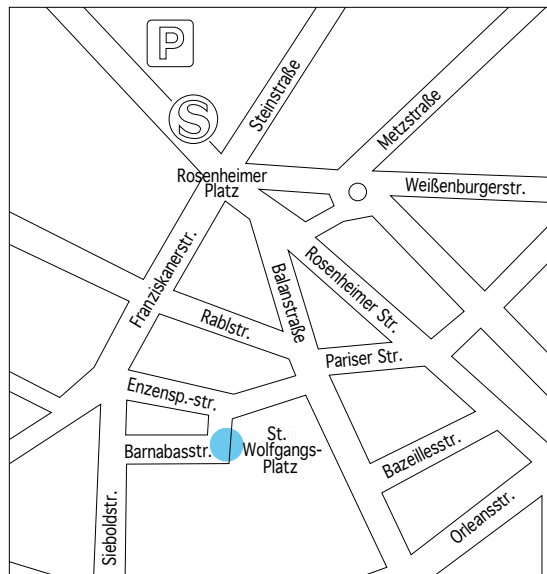 P
S
Steinstraße
Metzstraße
Rosenheimer
Platz
Weißenburgerstr.
Franziskanerstr.
Balanstraße
Rosenheimer Str.
Rablstr.
Pariser Str.
Enzensp.-str.
St.
Wolfgangs-
Platz
Barnabasstr.
Bazeillesstr.
Sieboldstr.
Orleansstr.